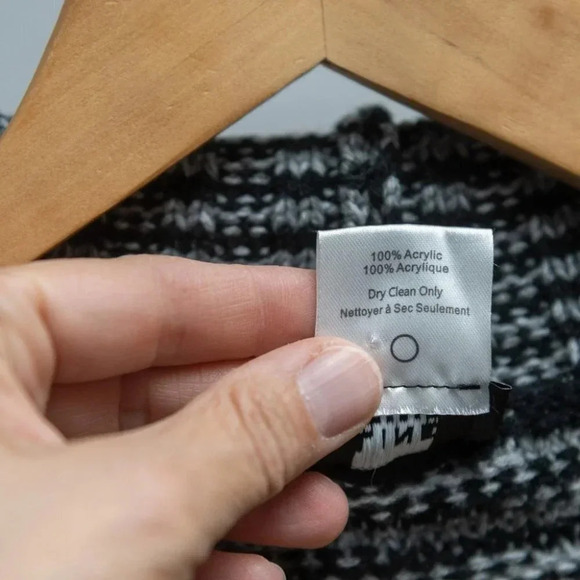 100% Acrylic
100% Acrylique
Dry Clean Only
Nettoyer à Sec Seulement